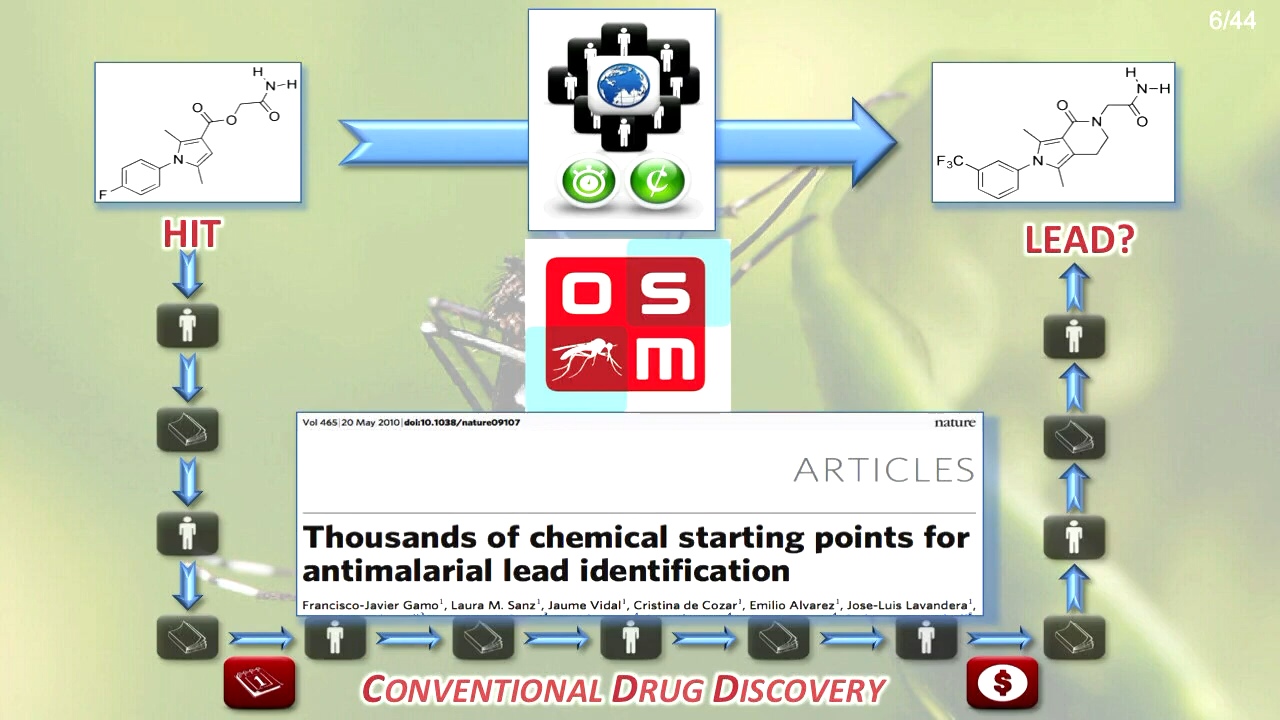 6/44
H
N
H
O
O
O
N
F
O
N
H
N
H
O
F₃C
N
¢
HIT
LEAD?
O S
m
Vol 465|20 May 2010|doi:10.1038/nature09107
nature
ARTICLES
Thousands of chemical starting points for
antimalarial lead identification
Francisco-Javier Gamo¹, Laura M. Sanz¹, Jaume Vidal¹, Cristina de Cozar¹, Emilio Alvarez¹, Jose-Luis Lavandera¹,
1
$
CONVENTIONAL DRUG DISCOVERY